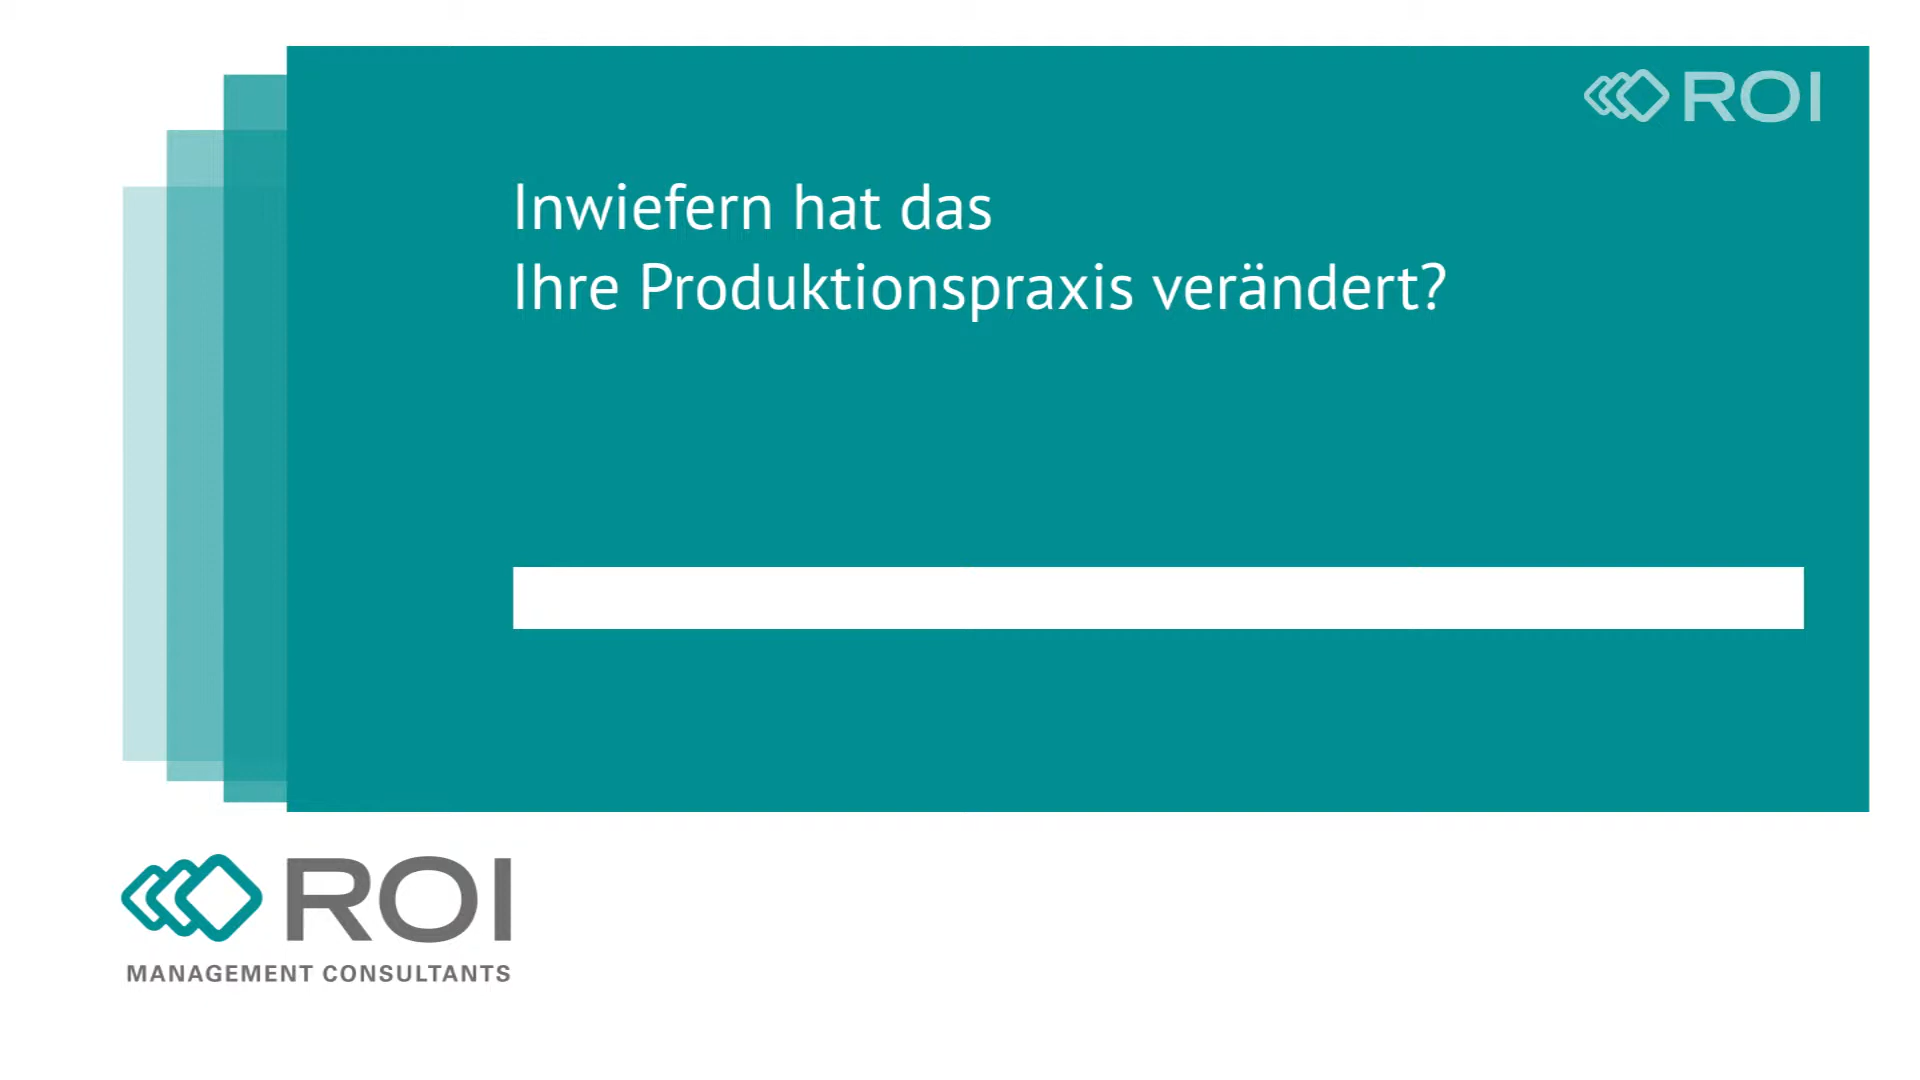 ROI
Inwiefern hat das
Ihre Produktionspraxis verändert?
ROI
MANAGEMENT CONSULTANTS